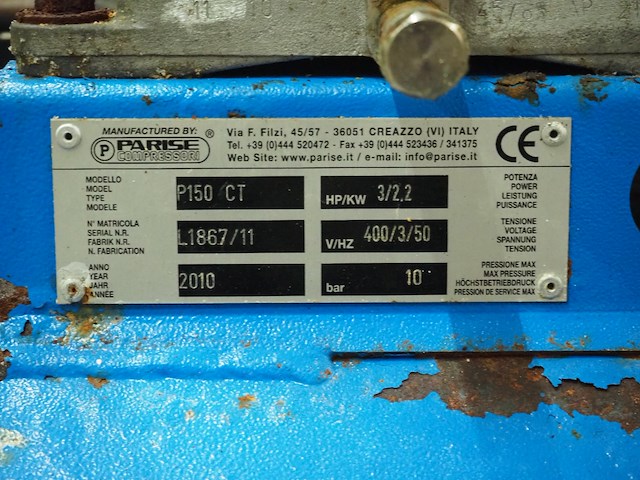 MANUFACTURED BY:
P PARISE ®
COMPRESSORI
Via F. Filzi, 45/57 - 36051 CREAZZO (VI) ITALY
Tel. +39 (0)444 520472 - Fax +39 (0)444 523436 / 341375
Web Site: www.parise.it / e-mail: info@parise.it
CE
MODELLO
MODEL
TYPE
MODELE
P150 CT
HP/KW 3/2.2
POTENZA
POWER
LEISTUNG
PUISSANCE
N° MATRICOLA
SERIAL N.R.
FABRIK N.R.
N. FABRICATION
L1867/11
V/HZ 400/3/50
TENSIONE
VOLTAGE
SPANNUNG
TENSION
ANNO
YEAR
JAHR
ANNÉE
2010
bar 10
PRESSIONE MAX
MAX PRESSURE
HÖCHSTBETRIEBDRUCK
PRESSION DE SERVICE MAX